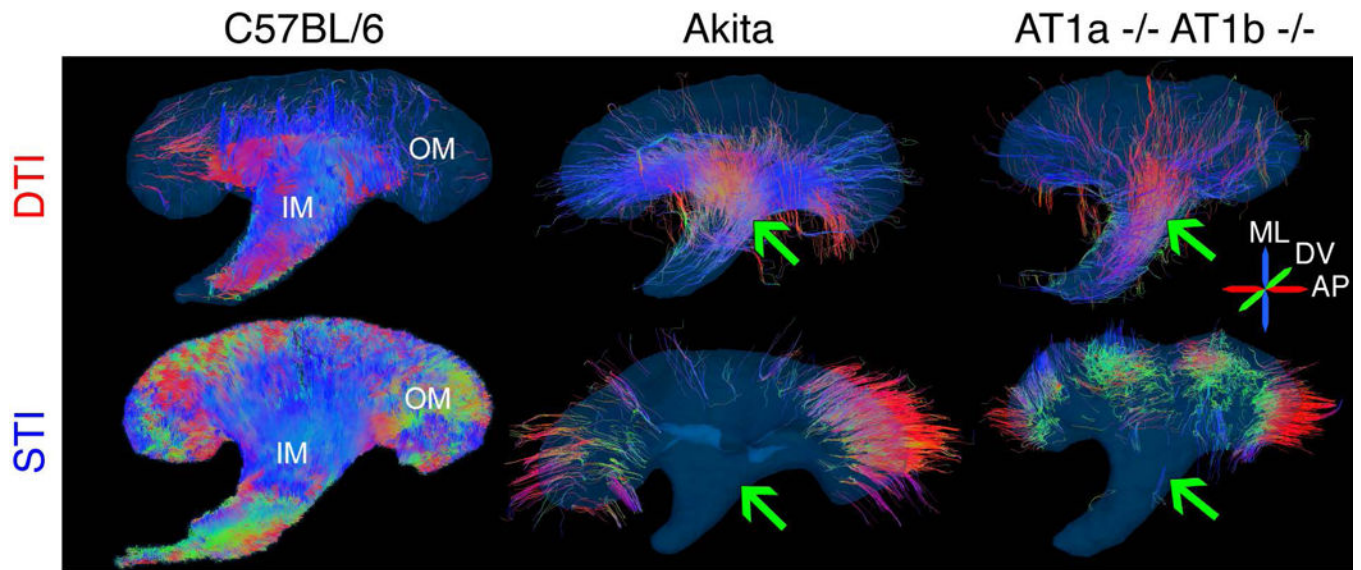 C57BL/6 Akita AT1a -/- AT1b -/-
DTI
OM
IM
ML
DV
AP
STI
OM
IM